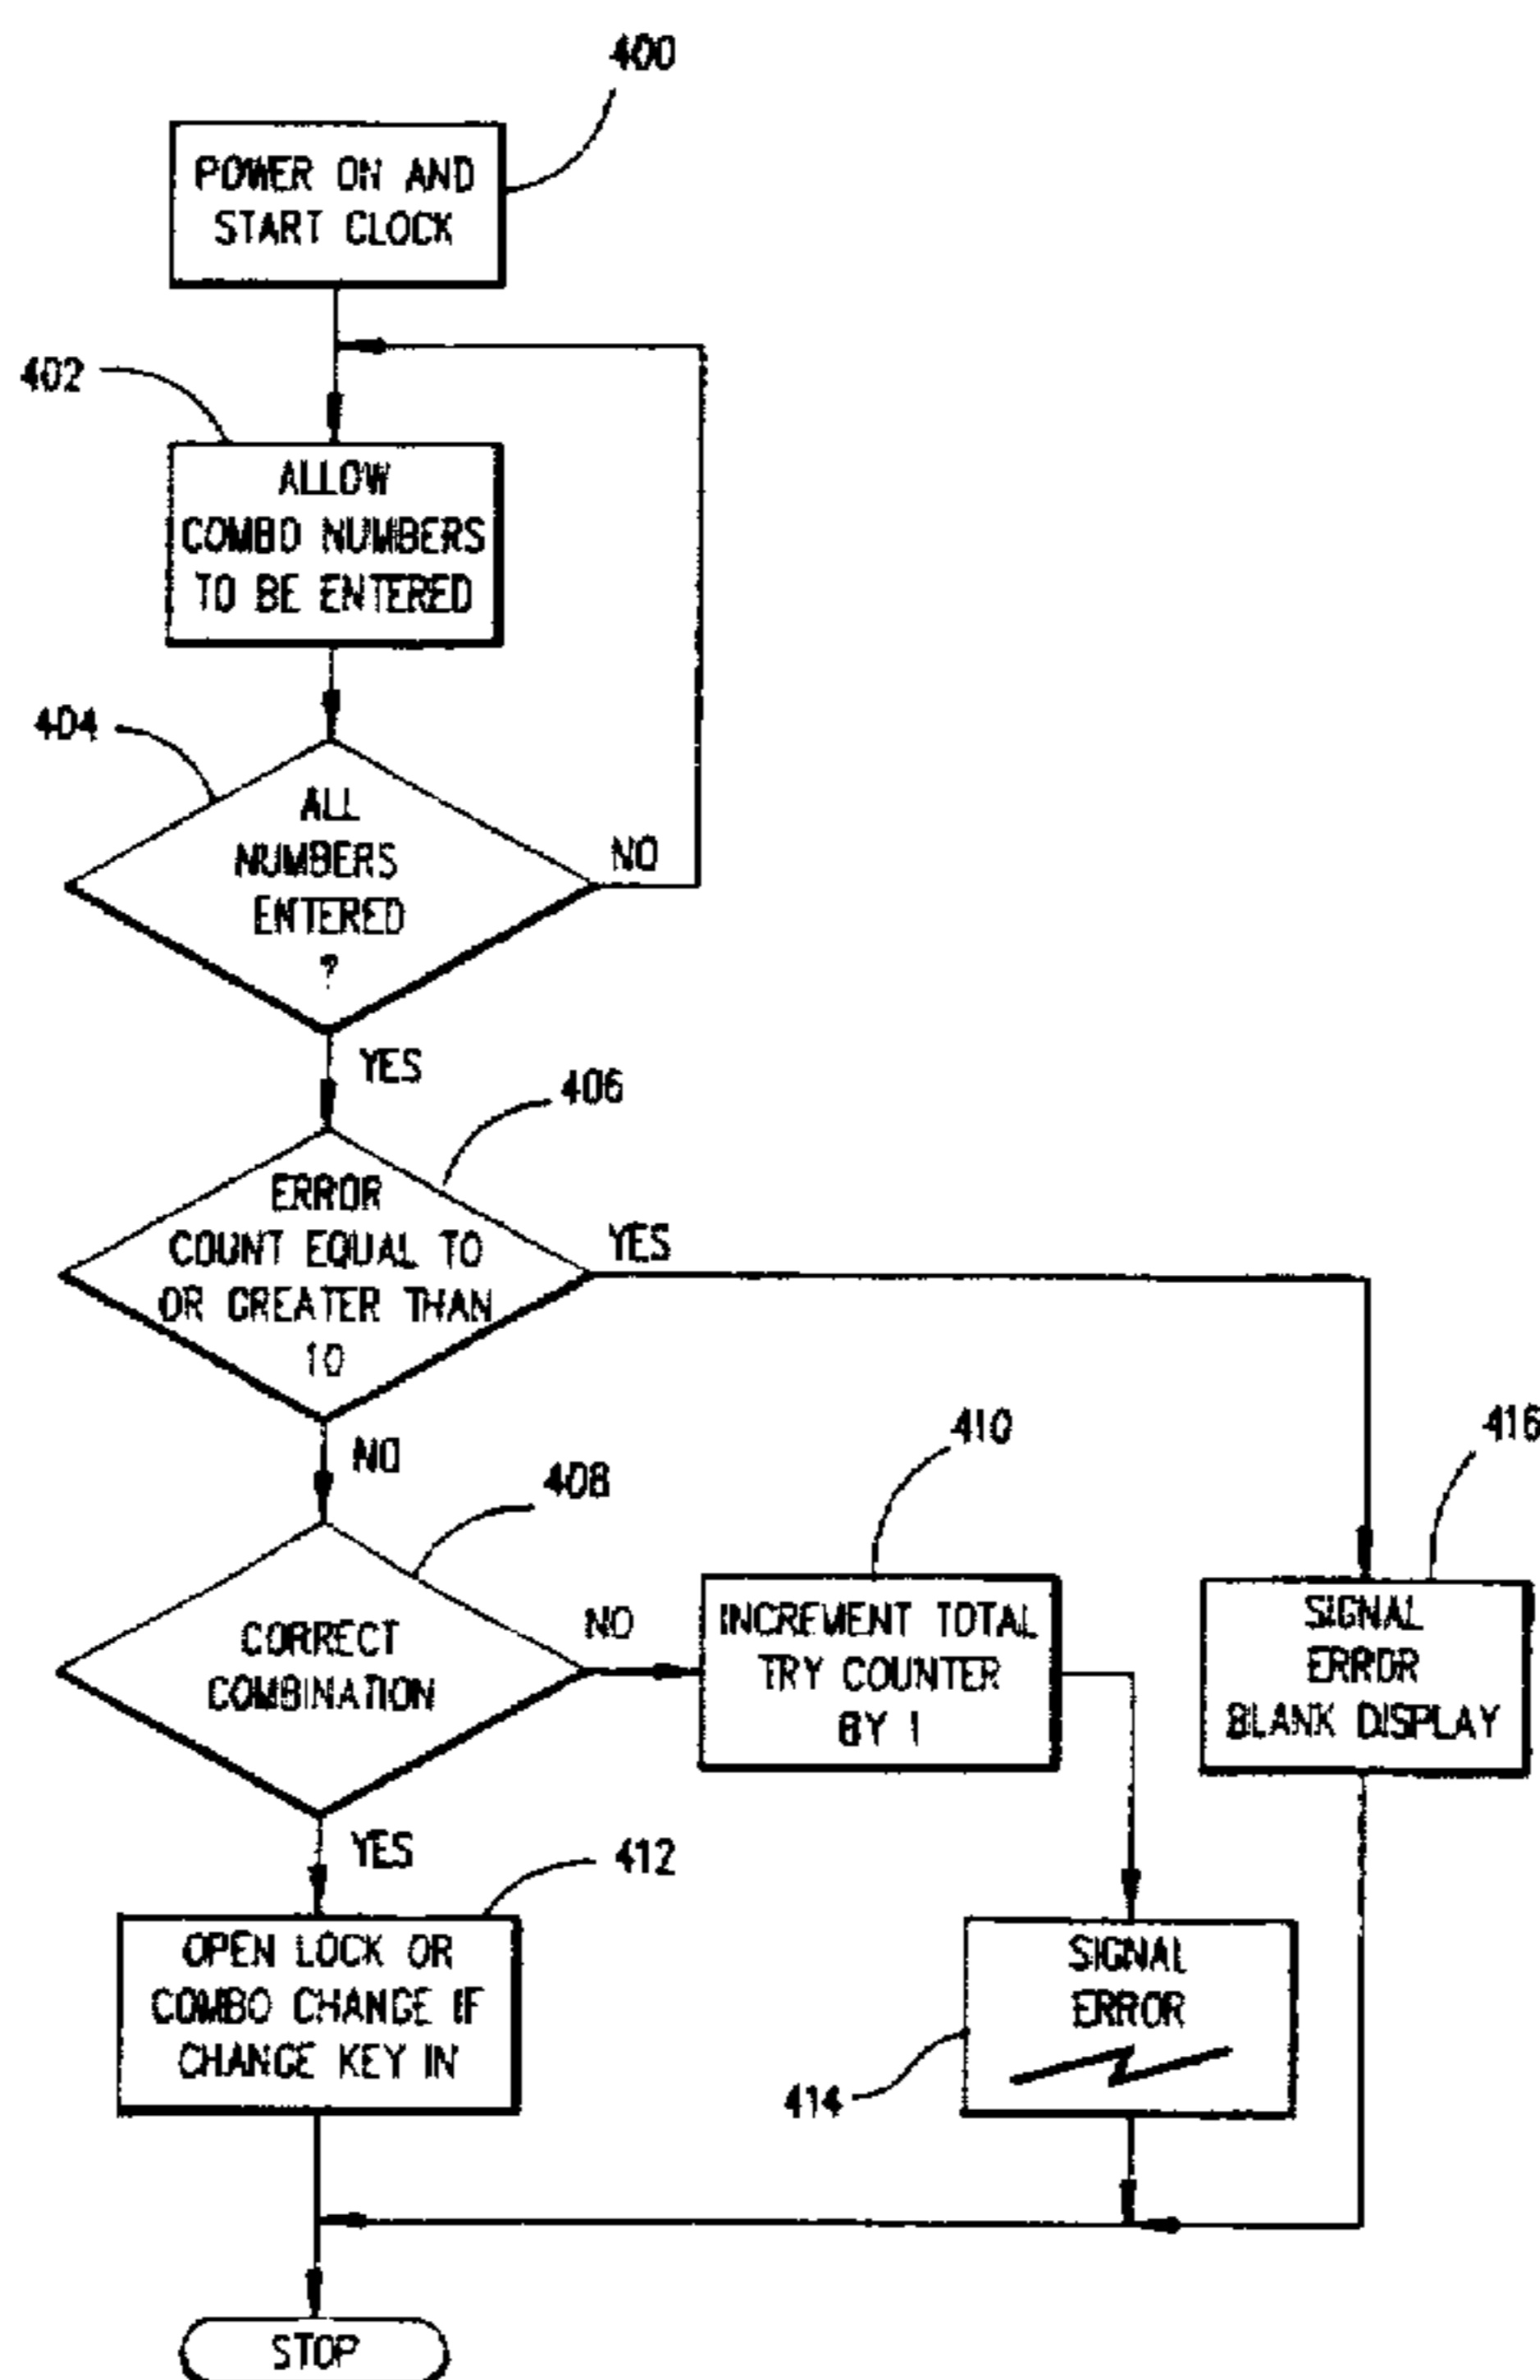 400
POWER ON AND
START CLOCK
402
ALLOW
COMBO NUMBERS
TO BE ENTERED
404
ALL
NUMBERS
ENTERED
?
NO
YES
406
ERROR
COUNT EQUAL TO
OR GREATER THAN
10
YES
NO
408
CORRECT
COMBINATION
NO
410
INCREMENT TOTAL
TRY COUNTER
BY 1
416
SIGNAL
ERROR
BLANK DISPLAY
YES
412
OPEN LOCK OR
COMBO CHANGE IF
CHANGE KEY IN
SIGNAL
ERROR
414
STOP